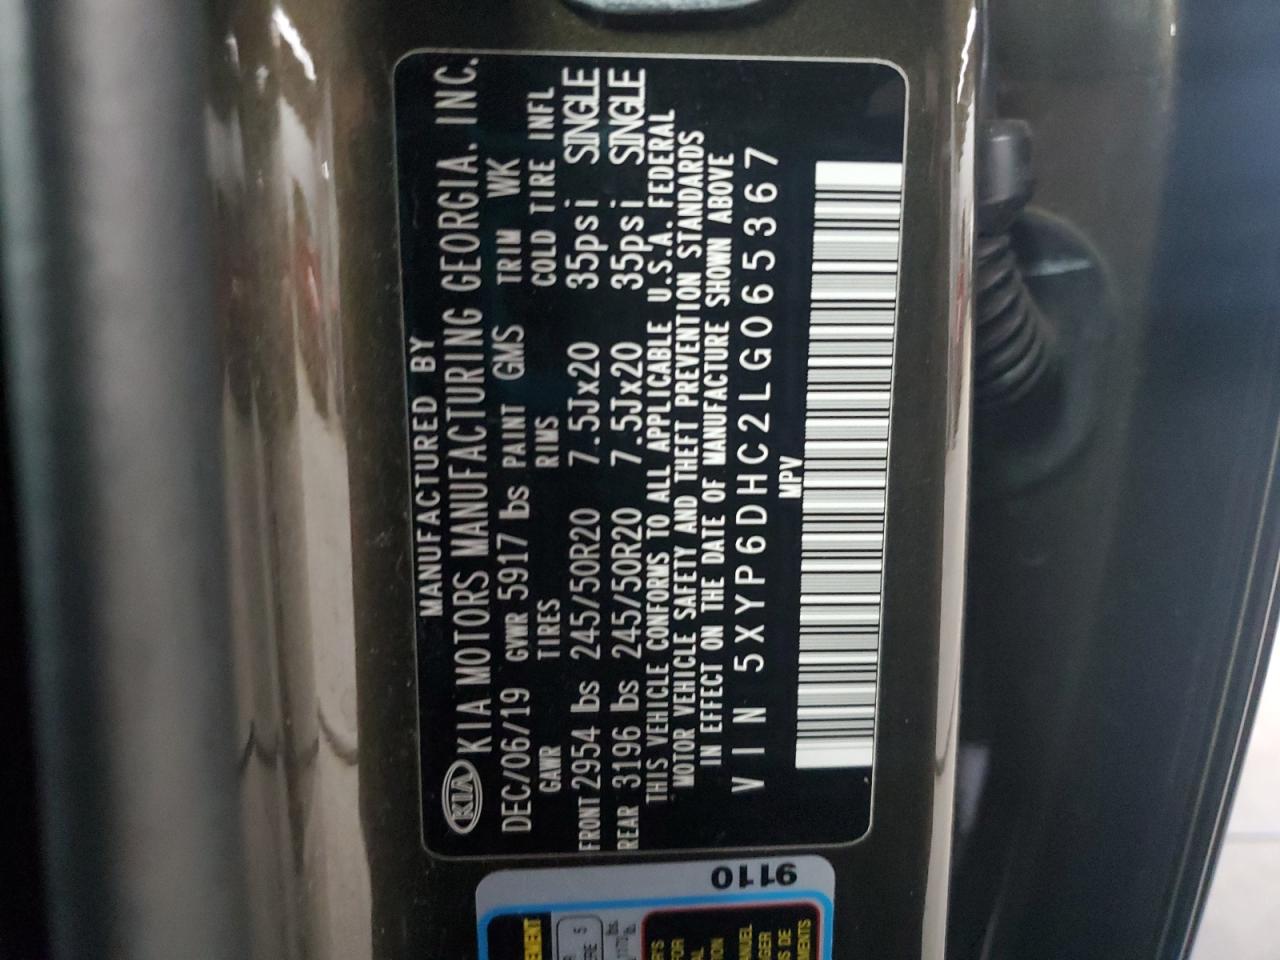 MANUFACTURED BY
KIA KIA MOTORS MANUFACTURING GEORGIA. INC.
DEC/06/19 GVWR 5917 lbs PAINT GMS TRIM WK
GAWR TIRES RIMS COLD TIRE INFL
FRONT 2954 lbs 245/50R20 7.5Jx20 35psi SINGLE
REAR 3196 lbs 245/50R20 7.5Jx20 35psi SINGLE
THIS VEHICLE CONFORMS TO ALL APPLICABLE U.S.A. FEDERAL
MOTOR VEHICLE SAFETY AND THEFT PREVENTION STANDARDS
IN EFFECT ON THE DATE OF MANUFACTURE SHOWN ABOVE
VIN 5XYP6DHC2LG065367
MPV
9110